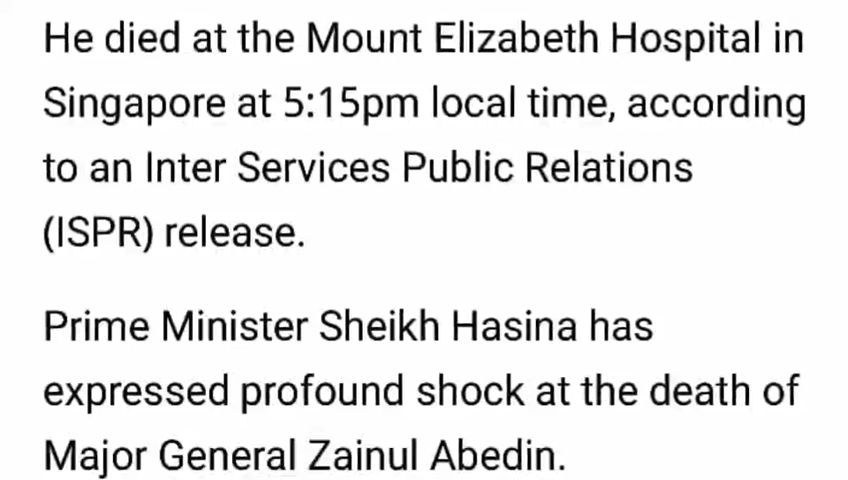 He died at the Mount Elizabeth Hospital in
Singapore at 5:15pm local time, according
to an Inter Services Public Relations
(ISPR) release.
Prime Minister Sheikh Hasina has
expressed profound shock at the death of
Major General Zainul Abedin.